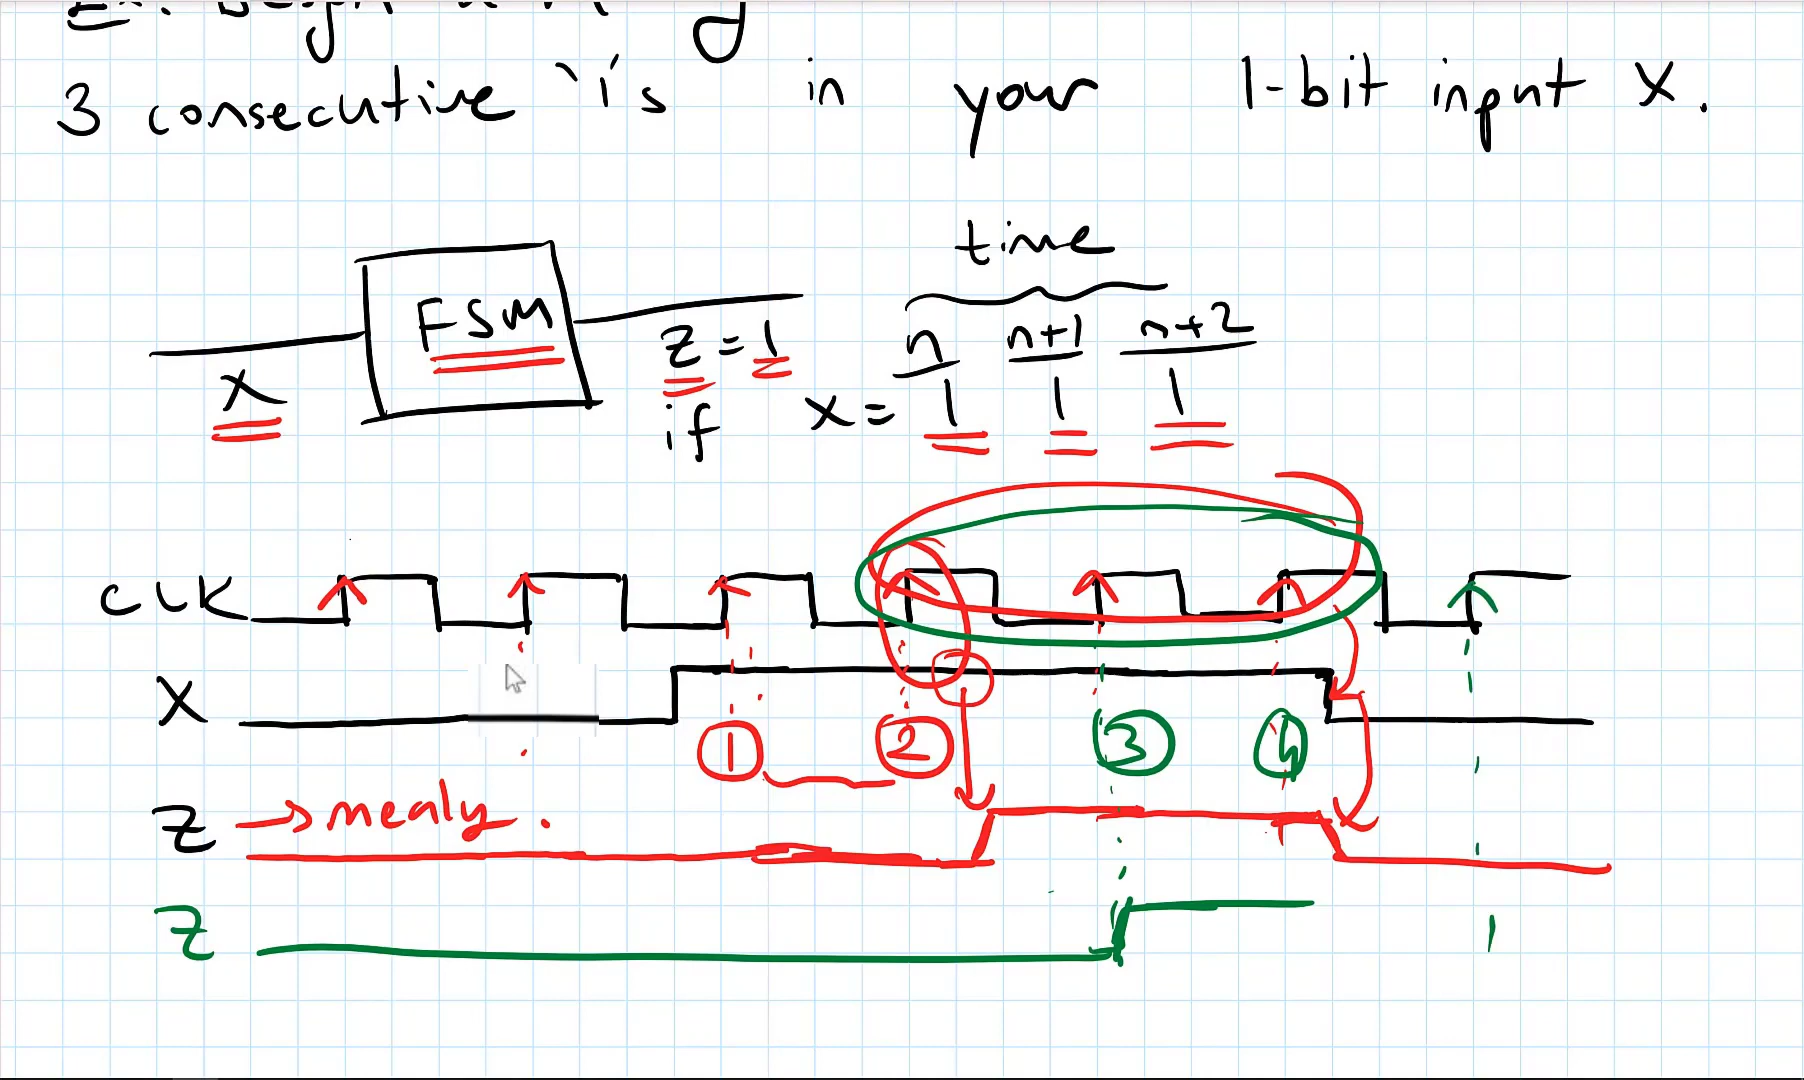 3 consecutive '1's in your 1-bit input X.
time
FSM
n n+1 n+2
X
Z = 1
if X = 1 1 1
CLK
X
1 2 3 4
Z → mealy.
Z